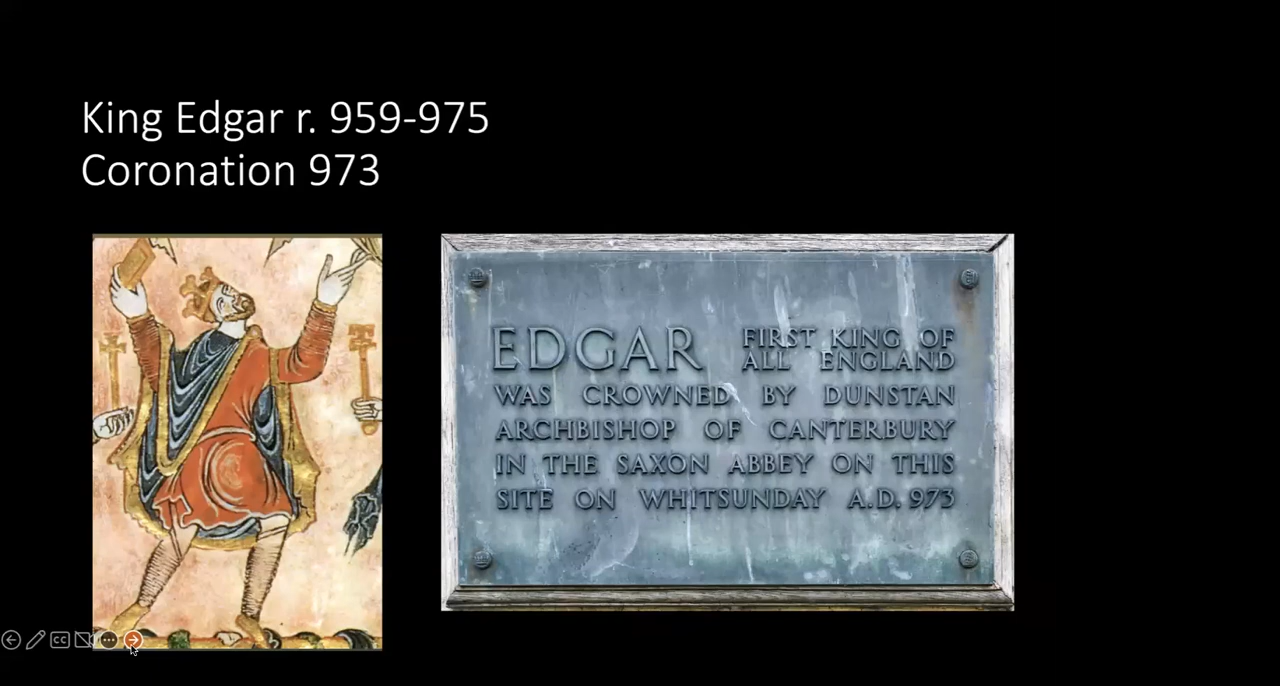 King Edgar r. 959-975
Coronation 973
EDGAR FIRST KING OF
ALL ENGLAND
WAS CROWNED BY DUNSTAN
ARCHBISHOP OF CANTERBURY
IN THE SAXON ABBEY ON THIS
SITE ON WHITSUNDAY A.D. 973
CC